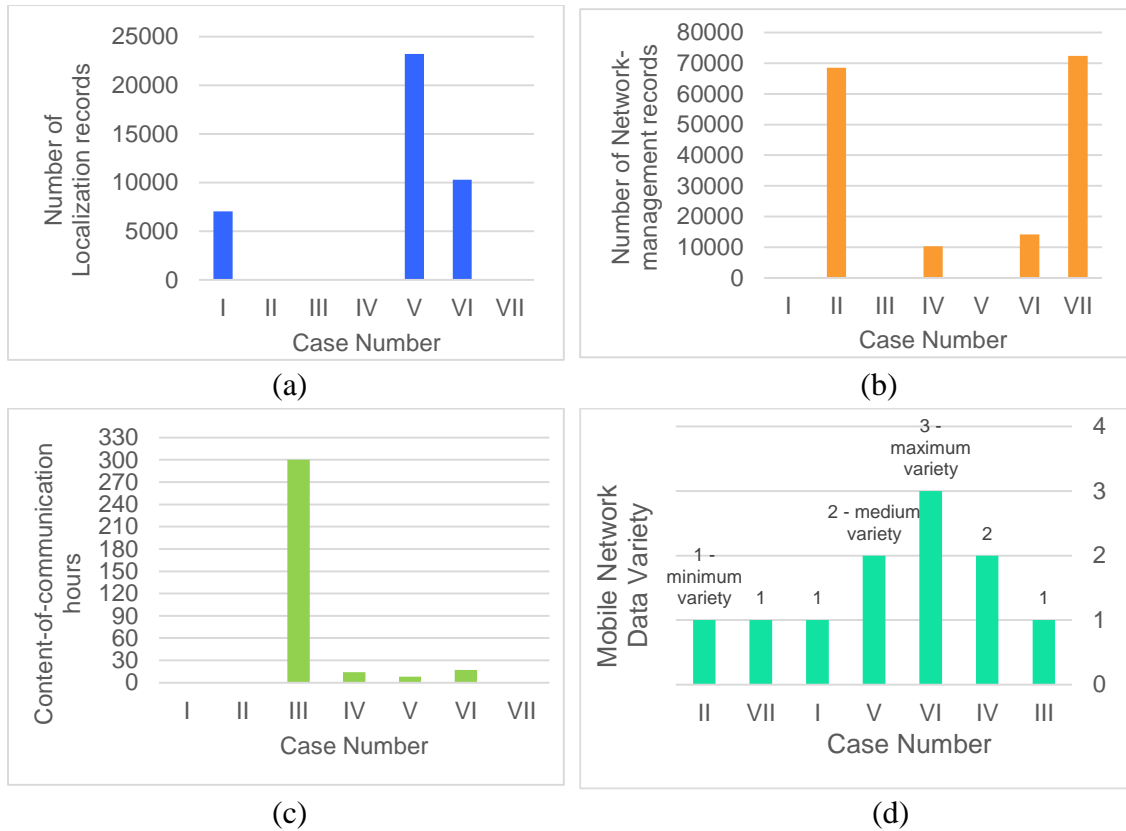 25000
20000
15000
10000
5000
0
Number of
Localization records
I II III IV V VI VII
Case Number
(a)
80000
70000
60000
50000
40000
30000
20000
10000
0
Number of Network-
management records
I II III IV V VI VII
Case Number
(b)
330
300
270
240
210
180
150
120
90
60
30
0
Content-of-communication
hours
I II III IV V VI VII
Case Number
(c)
4
3
2
1
0
Mobile Network
Data Variety
1 -
minimum
variety
1
1
2 - medium
variety
3 -
maximum
variety
2
1
II VII I V VI IV III
Case Number
(d)